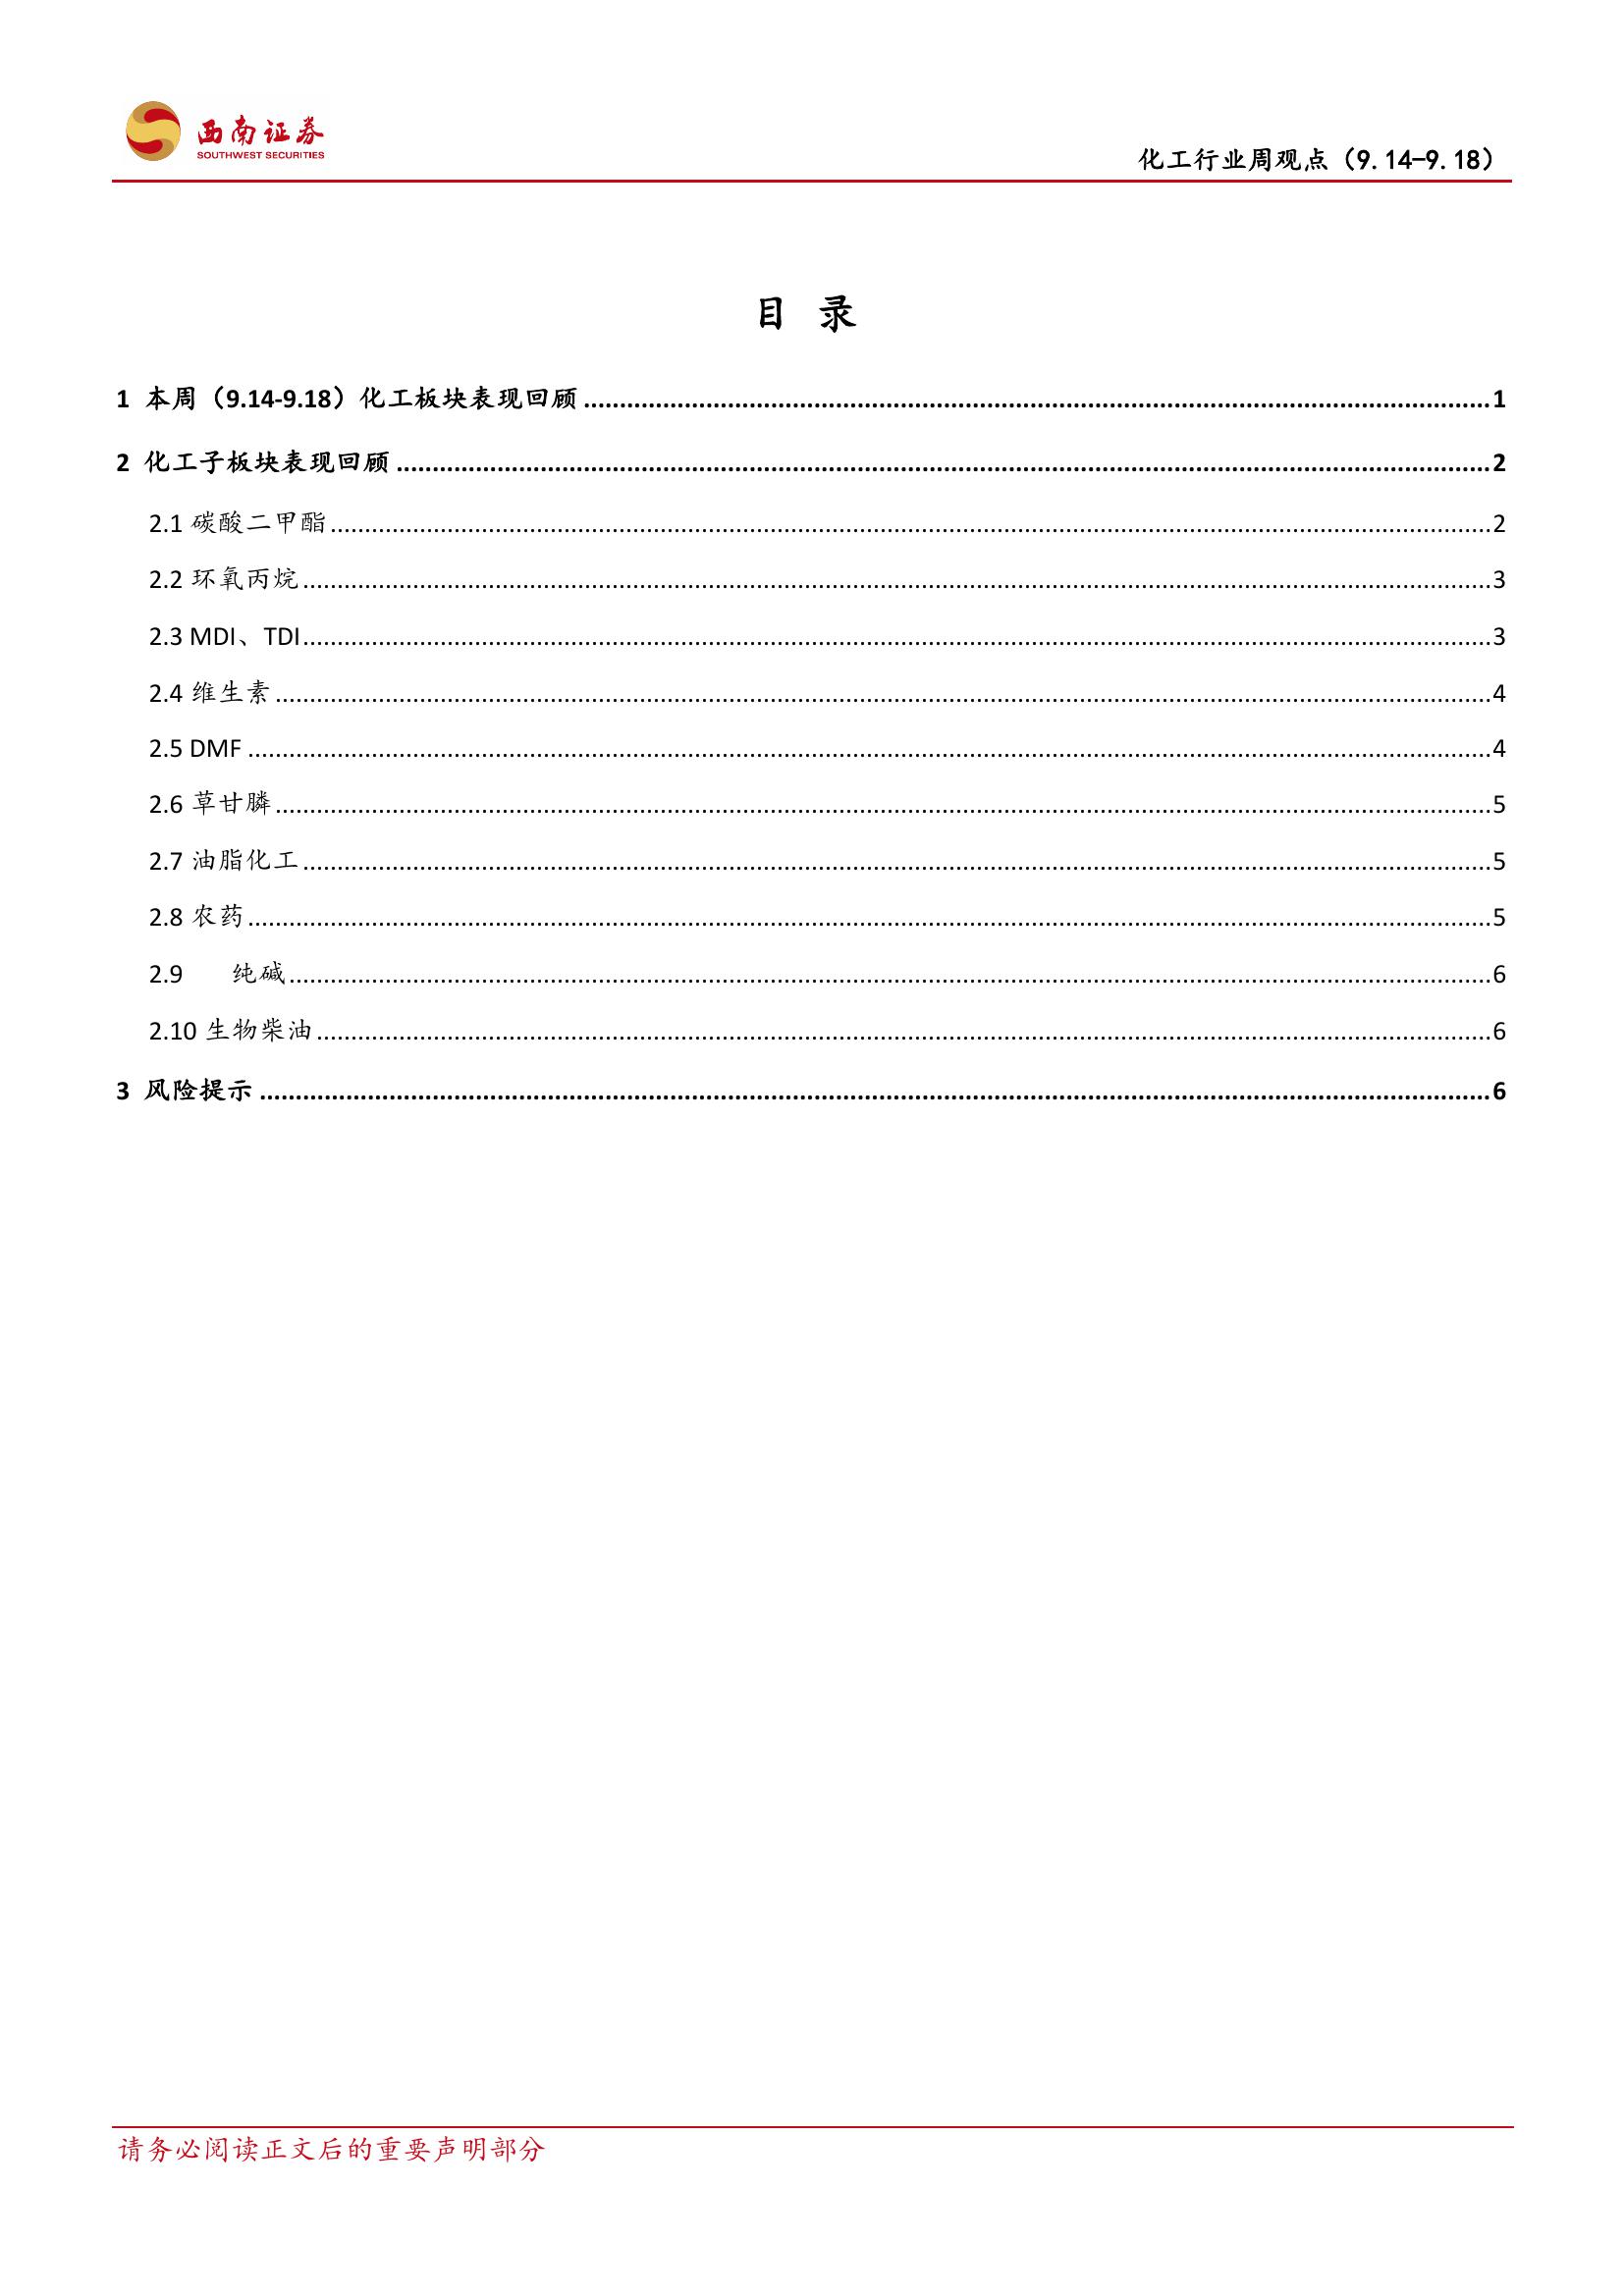 西南证券
SOUTHWEST SECURITIES
化工行业周观点（9.14-9.18）
目 录
1 本周（9.14-9.18）化工板块表现回顾 ........ 1
2 化工子板块表现回顾 ........ 2
2.1 碳酸二甲酯 ........ 2
2.2 环氧丙烷 ........ 3
2.3 MDI、TDI ........ 3
2.4 维生素 ........ 4
2.5 DMF ........ 4
2.6 草甘膦 ........ 5
2.7 油脂化工 ........ 5
2.8 农药 ........ 5
2.9 纯碱 ........ 6
2.10 生物柴油 ........ 6
3 风险提示 ........ 6
请务必阅读正文后的重要声明部分